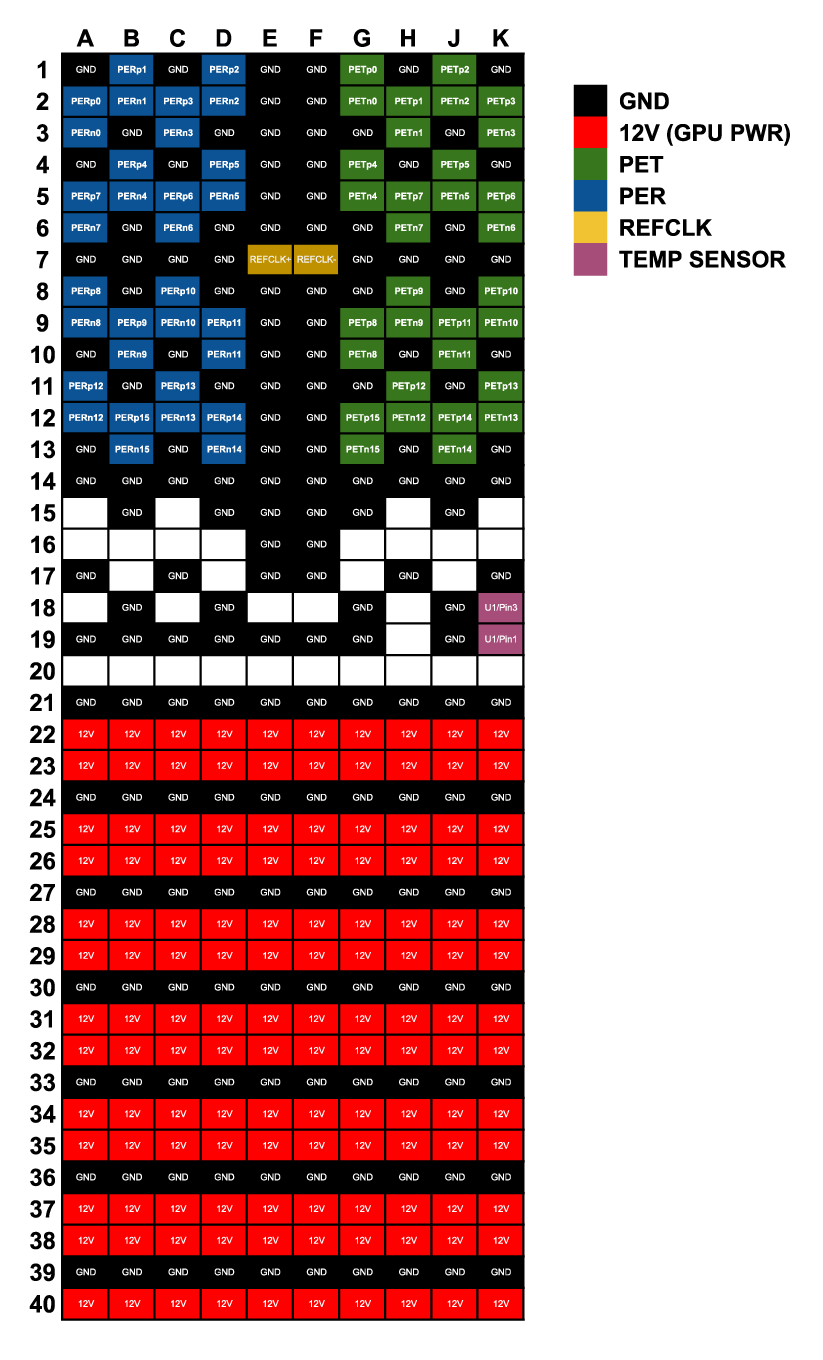 A B C D E F G H J K
1 GND PERp1 GND PERp2 GND GND PETp0 GND PETp2 GND
2 PERp0 PERn1 PERp3 PERn2 GND GND PETn0 PETp1 PETn2 PETp3
3 PERn0 GND PERn3 GND GND GND GND PETn1 GND PETn3
4 GND PERp4 GND PERp5 GND GND PETp4 GND PETp5 GND
5 PERp7 PERn4 PERp6 PERn5 GND GND PETn4 PETp7 PETn5 PETp6
6 PERn7 GND PERn6 GND GND GND GND PETn7 GND PETn6
7 GND GND GND GND REFCLK+ REFCLK- GND GND GND GND
8 PERp8 GND PERp10 GND GND GND GND PETp9 GND PETp10
9 PERn8 PERp9 PERn10 PERp11 GND GND PETp8 PETn9 PETp11 PETn10
10 GND PERn9 GND PERn11 GND GND PETn8 GND PETn11 GND
11 PERp12 GND PERp13 GND GND GND GND PETp12 GND PETp13
12 PERn12 PERp15 PERn13 PERp14 GND GND PETp15 PETn12 PETp14 PETn13
13 GND PERn15 GND PERn14 GND GND PETn15 GND PETn14 GND
14 GND GND GND GND GND GND GND GND GND GND
15 GND GND GND GND GND GND
16 GND GND
17 GND GND GND GND GND GND
18 GND GND GND GND U1/Pin3
19 GND GND GND GND GND GND GND GND U1/Pin1
20
21 GND GND GND GND GND GND GND GND GND GND
22 12V 12V 12V 12V 12V 12V 12V 12V 12V 12V
23 12V 12V 12V 12V 12V 12V 12V 12V 12V 12V
24 GND GND GND GND GND GND GND GND GND GND
25 12V 12V 12V 12V 12V 12V 12V 12V 12V 12V
26 12V 12V 12V 12V 12V 12V 12V 12V 12V 12V
27 GND GND GND GND GND GND GND GND GND GND
28 12V 12V 12V 12V 12V 12V 12V 12V 12V 12V
29 12V 12V 12V 12V 12V 12V 12V 12V 12V 12V
30 GND GND GND GND GND GND GND GND GND GND
31 12V 12V 12V 12V 12V 12V 12V 12V 12V 12V
32 12V 12V 12V 12V 12V 12V 12V 12V 12V 12V
33 GND GND GND GND GND GND GND GND GND GND
34 12V 12V 12V 12V 12V 12V 12V 12V 12V 12V
35 12V 12V 12V 12V 12V 12V 12V 12V 12V 12V
36 GND GND GND GND GND GND GND GND GND GND
37 12V 12V 12V 12V 12V 12V 12V 12V 12V 12V
38 12V 12V 12V 12V 12V 12V 12V 12V 12V 12V
39 GND GND GND GND GND GND GND GND GND GND
40 12V 12V 12V 12V 12V 12V 12V 12V 12V 12V
GND
12V (GPU PWR)
PET
PER
REFCLK
TEMP SENSOR